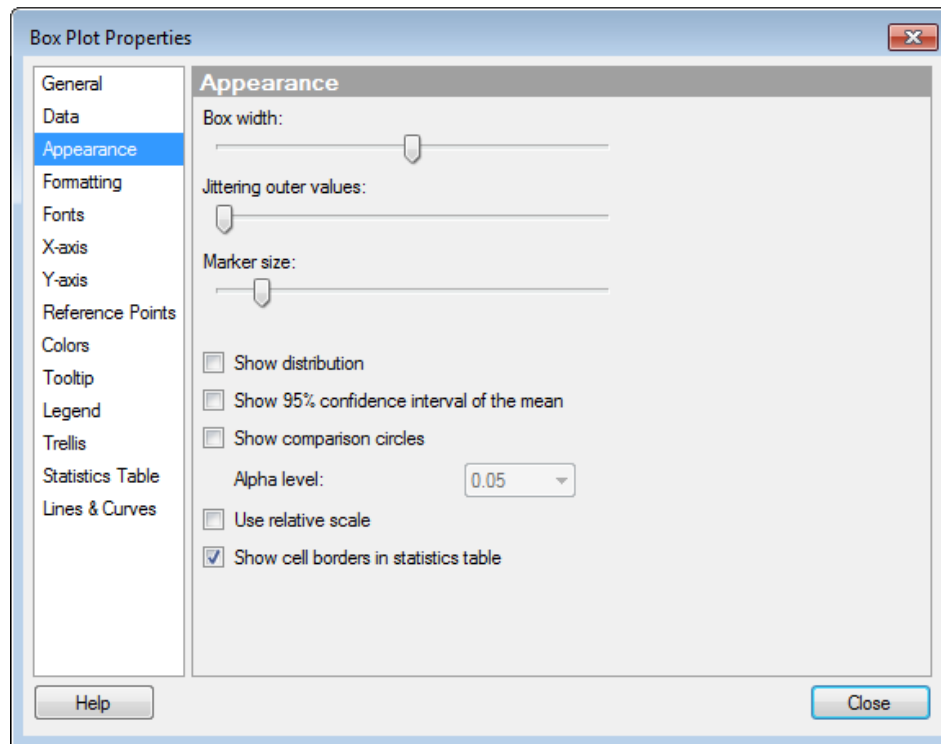 Box Plot Properties
General
Data
Appearance
Formatting
Fonts
X-axis
Y-axis
Reference Points
Colors
Tooltip
Legend
Trellis
Statistics Table
Lines & Curves
Appearance
Box width:
Jittering outer values:
Marker size:
Show distribution
Show 95% confidence interval of the mean
Show comparison circles
Alpha level: 0.05
Use relative scale
Show cell borders in statistics table
Help
Close